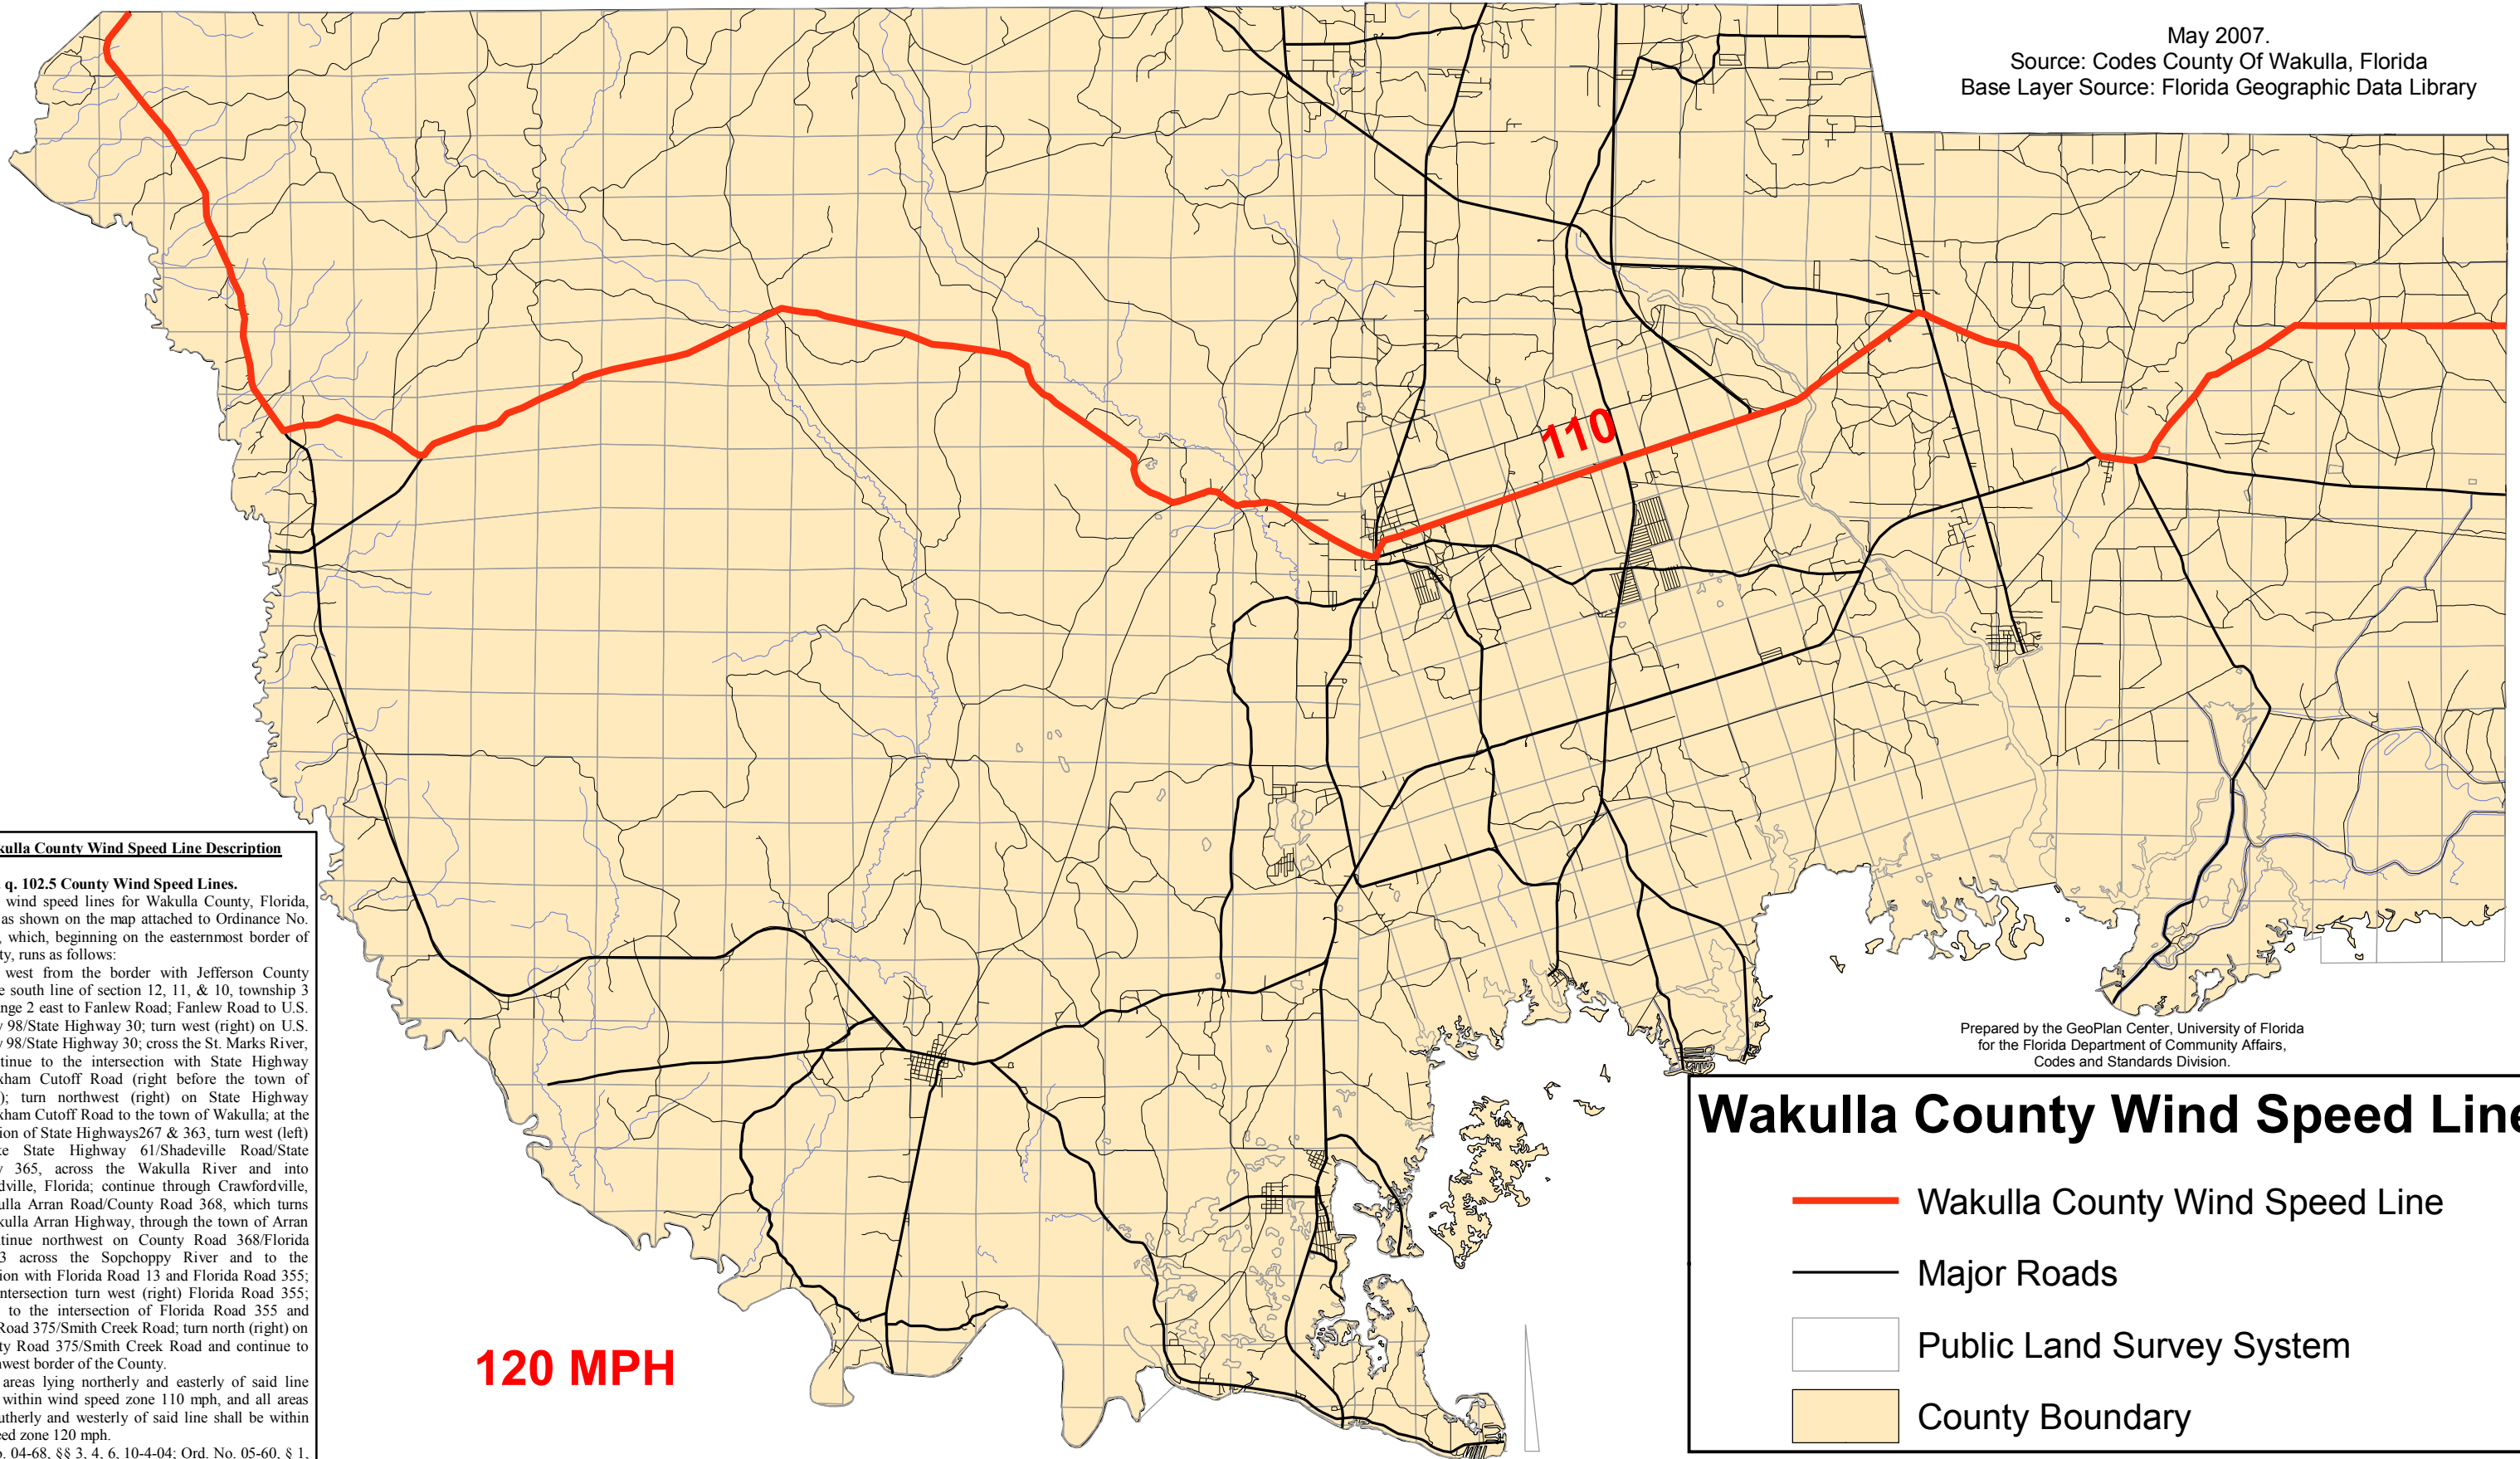 May 2007.
Source: Codes County Of Wakulla, Florida
Base Layer Source: Florida Geographic Data Library
110
kulla County Wind Speed Line Description
q. 102.5 County Wind Speed Lines.
wind speed lines for Wakulla County, Florida,
as shown on the map attached to Ordinance No.
, which, beginning on the easternmost border of
ty, runs as follows:
west from the border with Jefferson County
e south line of section 12, 11, & 10, township 3
nge 2 east to Fanlew Road; Fanlew Road to U.S.
y 98/State Highway 30; turn west (right) on U.S.
y 98/State Highway 30; cross the St. Marks River,
tinue to the intersection with State Highway
xham Cutoff Road (right before the town of
); turn northwest (right) on State Highway
xham Cutoff Road to the town of Wakulla; at the
ion of State Highways267 & 363, turn west (left)
ke State Highway 61/Shadeville Road/State
y 365, across the Wakulla River and into
dville, Florida; continue through Crawfordville,
ulla Arran Road/County Road 368, which turns
kulla Arran Highway, through the town of Arran
tinue northwest on County Road 368/Florida
3 across the Sopchoppy River and to the
ion with Florida Road 13 and Florida Road 355;
ntersection turn west (right) Florida Road 355;
to the intersection of Florida Road 355 and
Road 375/Smith Creek Road; turn north (right) on
ty Road 375/Smith Creek Road and continue to
hwest border of the County.
areas lying northerly and easterly of said line
within wind speed zone 110 mph, and all areas
utherly and westerly of said line shall be within
eed zone 120 mph.
o. 04-68, §§ 3, 4, 6, 10-4-04; Ord. No. 05-60, § 1,
120 MPH
Prepared by the GeoPlan Center, University of Florida
for the Florida Department of Community Affairs,
Codes and Standards Division.
Wakulla County Wind Speed Line
Wakulla County Wind Speed Line
Major Roads
Public Land Survey System
County Boundary